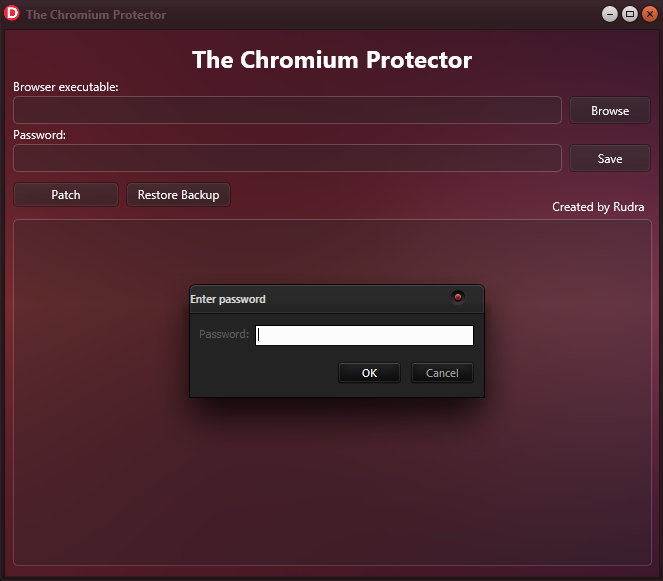 D The Chromium Protector
The Chromium Protector
Browser executable:
Browse
Password:
Save
Patch Restore Backup
Created by Rudra
Enter password
Password:
OK Cancel